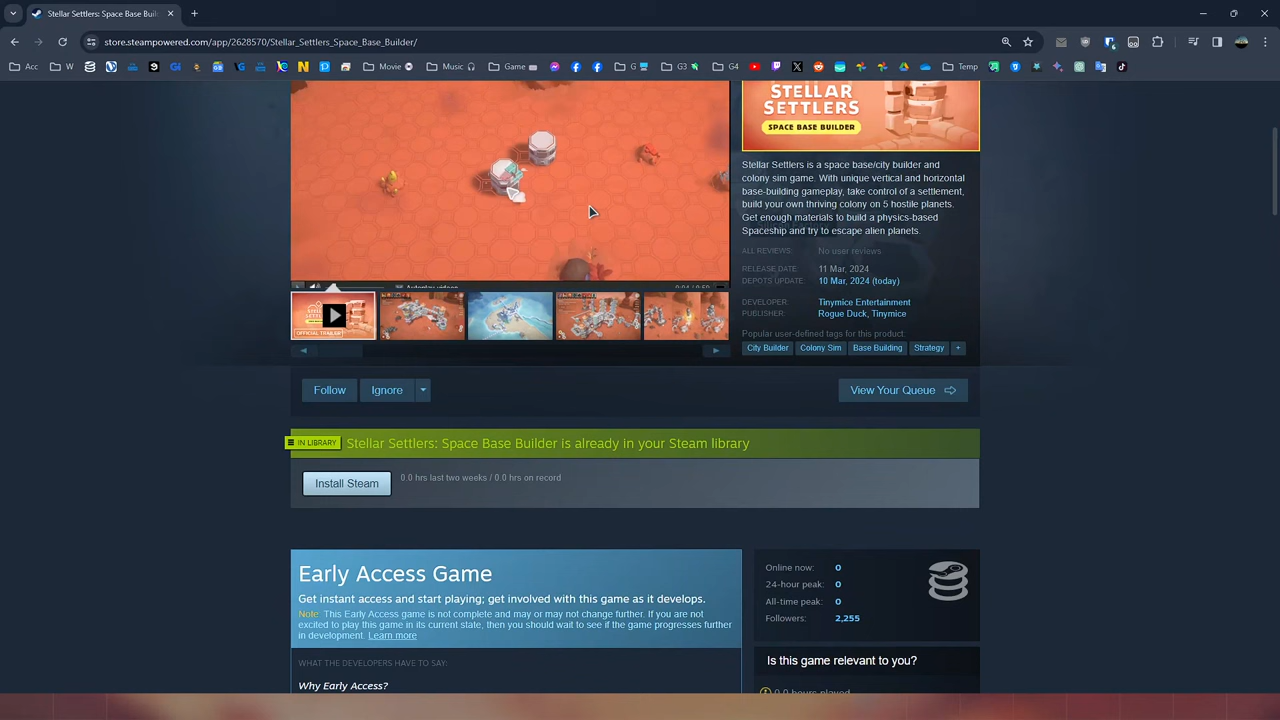 Stellar Settlers: Space Base Buil
store.steampowered.com/app/2628570/Stellar_Settlers_Space_Base_Builder/
Acc
W
Movie
Music
Game
G
G3
G4
Temp
STELLAR
SETTLERS
SPACE BASE BUILDER
Stellar Settlers is a space base/city builder and
colony sim game. With unique vertical and horizontal
base-building gameplay, take control of a settlement,
build your own thriving colony on 5 hostile planets.
Get enough materials to build a physics-based
Spaceship and try to escape alien planets.
ALL REVIEWS: No user reviews
RELEASE DATE: 11 Mar, 2024
DEPOTS UPDATE: 10 Mar, 2024 (today)
DEVELOPER: Tinymice Entertainment
PUBLISHER: Rogue Duck, Tinymice
Popular user-defined tags for this product:
City Builder Colony Sim Base Building Strategy +
Autoplay videos
OFFICIAL TRAILER
Follow Ignore View Your Queue
IN LIBRARY Stellar Settlers: Space Base Builder is already in your Steam library
Install Steam 0.0 hrs last two weeks / 0.0 hrs on record
Early Access Game
Get instant access and start playing; get involved with this game as it develops.
Note: This Early Access game is not complete and may or may not change further. If you are not
excited to play this game in its current state, then you should wait to see if the game progresses further
in development. Learn more
WHAT THE DEVELOPERS HAVE TO SAY:
Why Early Access?
Online now: 0
24-hour peak: 0
All-time peak: 0
Followers: 2,255
Is this game relevant to you?
0.0 hours played